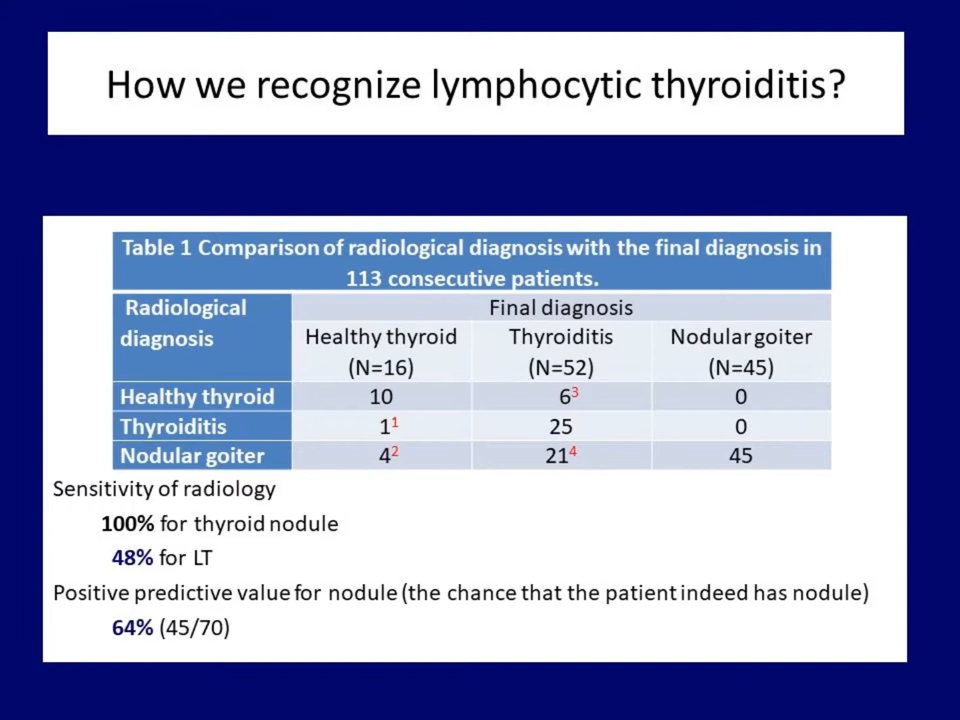 How we recognize lymphocytic thyroiditis?
Table 1 Comparison of radiological diagnosis with the final diagnosis in
113 consecutive patients.
Radiological diagnosis Final diagnosis
Healthy thyroid (N=16) Thyroiditis (N=52) Nodular goiter (N=45)
Healthy thyroid 10 6³ 0
Thyroiditis 1¹ 25 0
Nodular goiter 4² 21⁴ 45
Sensitivity of radiology
100% for thyroid nodule
48% for LT
Positive predictive value for nodule (the chance that the patient indeed has nodule)
64% (45/70)